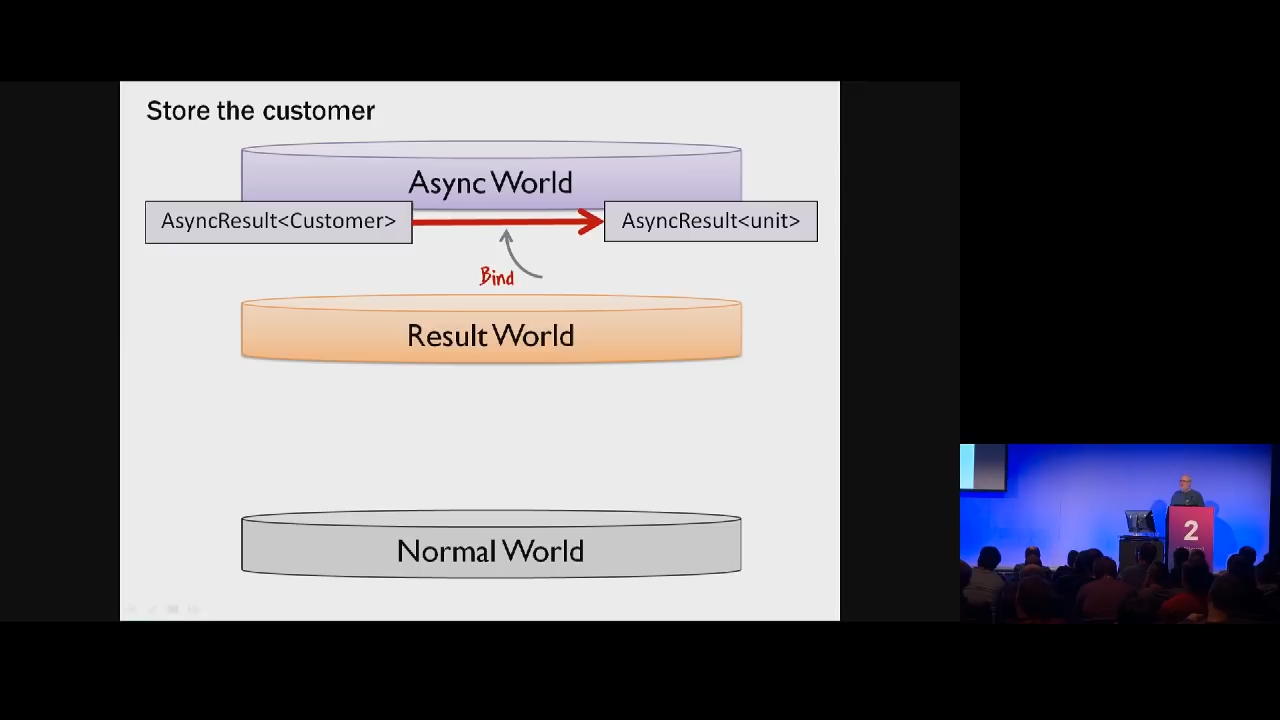 Store the customer
Async World
AsyncResult<Customer>
AsyncResult<unit>
Bind
Result World
Normal World
2